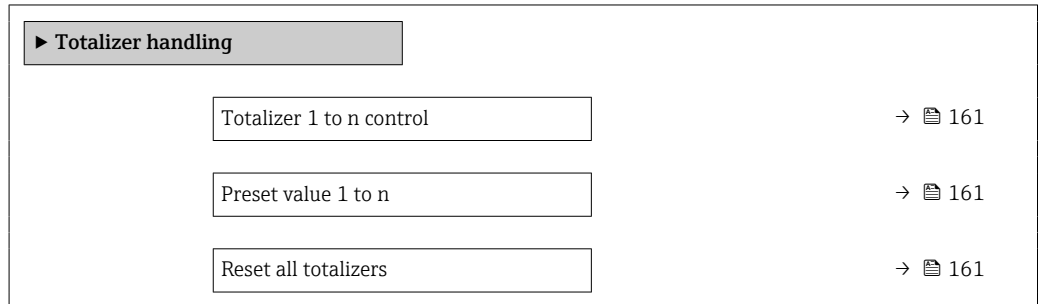 ► Totalizer handling
Totalizer 1 to n control → 161
Preset value 1 to n → 161
Reset all totalizers → 161